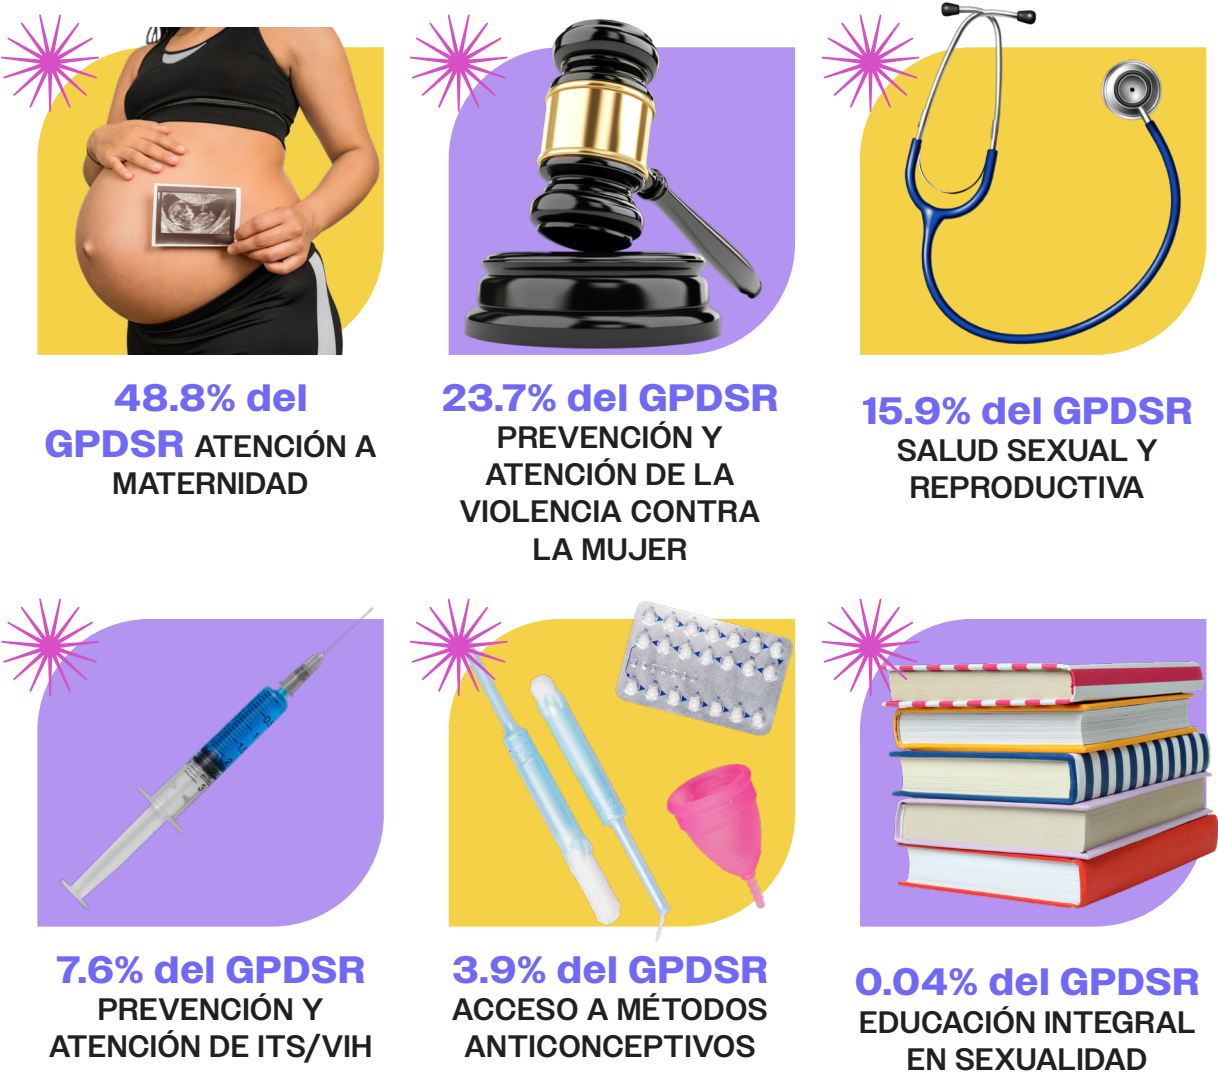 48.8% del
GPDSR ATENCIÓN A
MATERNIDAD
23.7% del GPDSR
PREVENCIÓN Y
ATENCIÓN DE LA
VIOLENCIA CONTRA
LA MUJER
15.9% del GPDSR
SALUD SEXUAL Y
REPRODUCTIVA
7.6% del GPDSR
PREVENCIÓN Y
ATENCIÓN DE ITS/VIH
3.9% del GPDSR
ACCESO A MÉTODOS
ANTICONCEPTIVOS
0.04% del GPDSR
EDUCACIÓN INTEGRAL
EN SEXUALIDAD